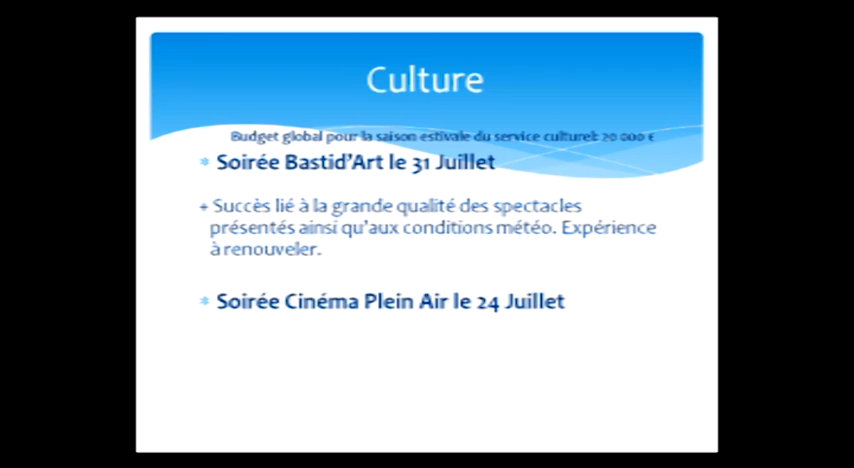 Culture
Budget global pour la saison estivale du service culturel: 20 000 €
* Soirée Bastid'Art le 31 Juillet
+ Succès lié à la grande qualité des spectacles
présentés ainsi qu'aux conditions météo. Expérience
à renouveler.
* Soirée Cinéma Plein Air le 24 Juillet